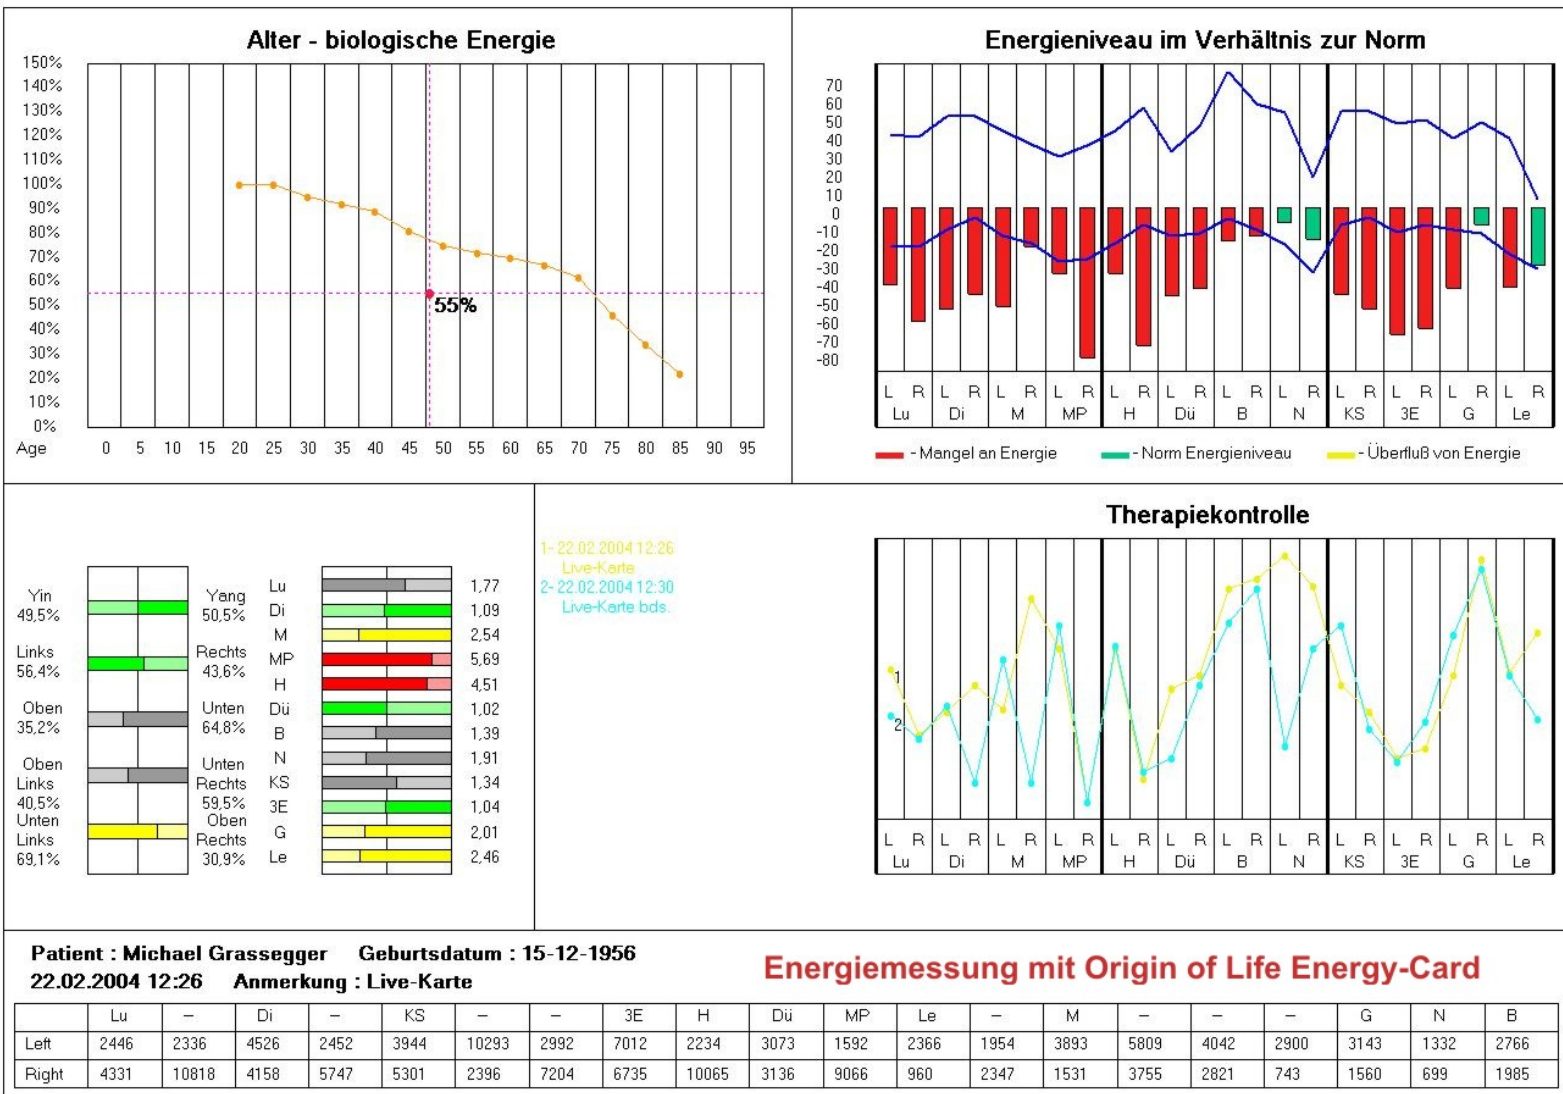 Alter - biologische Energie
150%
140%
130%
120%
110%
100%
90%
80%
70%
60%
50%
40%
30%
20%
10%
0%
55%
Age 0 5 10 15 20 25 30 35 40 45 50 55 60 65 70 75 80 85 90 95
Energieniveau im Verhältnis zur Norm
70
60
50
40
30
20
10
0
-10
-20
-30
-40
-50
-60
-70
-80
L R L R L R L R L R L R L R L R L R L R L R L R
Lu Di M MP H Dü B N KS 3E G Le
- Mangel an Energie - Norm Energieniveau - Überfluß von Energie
Yin 49,5% Yang 50,5%
Links 56,4% Rechts 43,6%
Oben 35,2% Unten 64,8%
Oben Links 40,5% Unten Rechts 59,5%
Unten Links 69,1% Oben Rechts 30,9%
Lu 1,77
Di 1,09
M 2,54
MP 5,69
H 4,51
Dü 1,02
B 1,39
N 1,91
KS 1,34
3E 1,04
G 2,01
Le 2,46
1- 22.02.2004 12:26
Live-Karte
2- 22.02.2004 12:30
Live-Karte bds.
Therapiekontrolle
1
2
L R L R L R L R L R L R L R L R L R L R L R L R
Lu Di M MP H Dü B N KS 3E G Le
Patient : Michael Grassegger Geburtsdatum : 15-12-1956
22.02.2004 12:26 Anmerkung : Live-Karte
Energiemessung mit Origin of Life Energy-Card
Lu – Di – KS – – 3E H Dü MP Le – M – – – G N B
Left 2446 2336 4526 2452 3944 10293 2992 7012 2234 3073 1592 2366 1954 3893 5809 4042 2900 3143 1332 2766
Right 4331 10818 4158 5747 5301 2396 7204 6735 10065 3136 9066 960 2347 1531 3755 2821 743 1560 699 1985